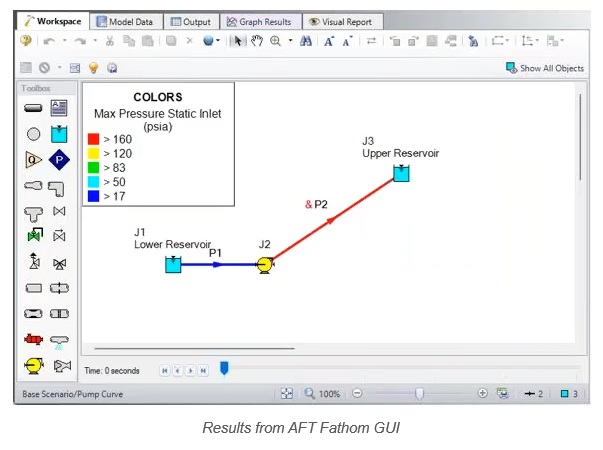 Workspace Model Data Output Graph Results Visual Report
A A
Show All Objects
Toolbox
COLORS
Max Pressure Static Inlet
(psia)
> 160
> 120
> 83
> 50
> 17
J3
Upper Reservoir
& P2
J1
Lower Reservoir
P1
J2
Q
P
Time: 0 seconds
Base Scenario/Pump Curve 100% 2 3
Results from AFT Fathom GUI